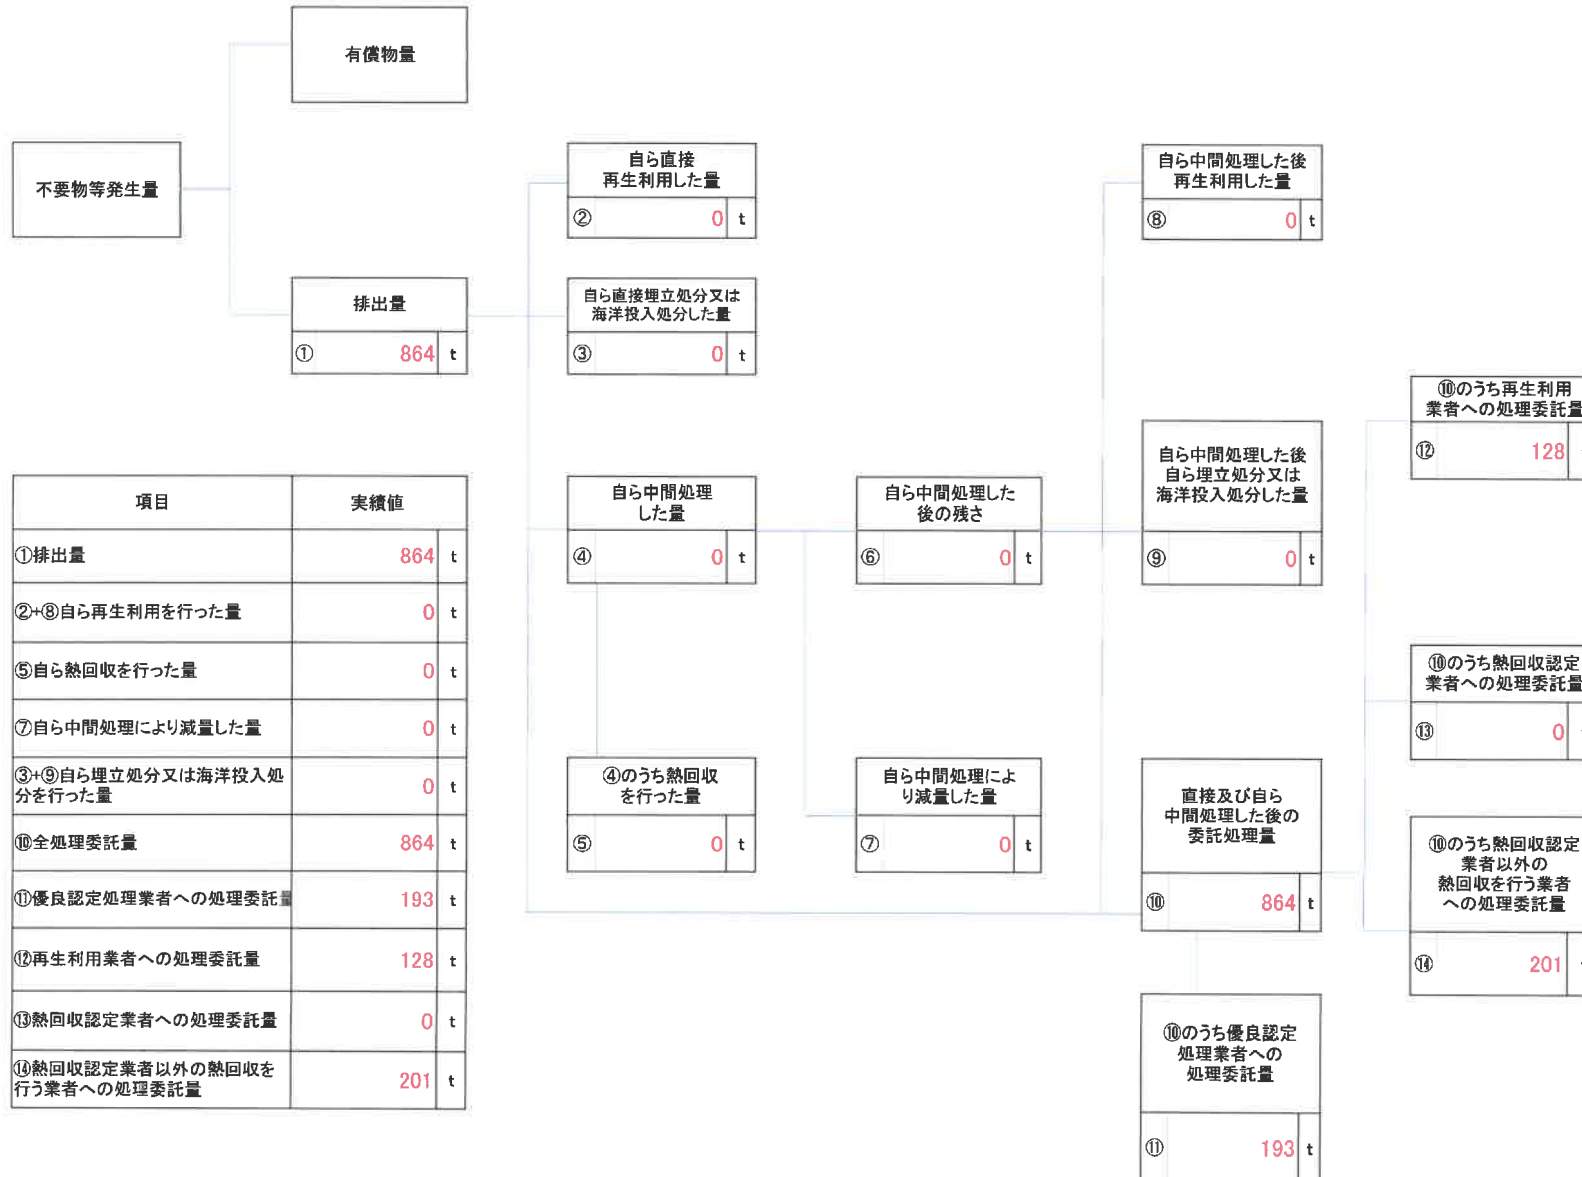 有償物量
不要物等発生量
排出量
① 864 t
自ら直接
再生利用した量
② 0 t
自ら直接埋立処分又は
海洋投入処分した量
③ 0 t
自ら中間処理した後
再生利用した量
⑧ 0 t
⑩のうち再生利用
業者への処理委託量
⑫ 128
自ら中間処理
した量
④ 0 t
自ら中間処理した
後の残さ
⑥ 0 t
自ら中間処理した後
自ら埋立処分又は
海洋投入処分した量
⑨ 0 t
⑩のうち熱回収認定
業者への処理委託量
⑬ 0
④のうち熱回収
を行った量
⑤ 0 t
自ら中間処理によ
り減量した量
⑦ 0 t
直接及び自ら
中間処理した後の
委託処理量
⑩ 864 t
⑩のうち熱回収認定
業者以外の
熱回収を行う業者
への処理委託量
⑭ 201
⑩のうち優良認定
処理業者への
処理委託量
⑪ 193 t
項目 実績値
①排出量 864 t
②+⑧自ら再生利用を行った量 0 t
⑤自ら熱回収を行った量 0 t
⑦自ら中間処理により減量した量 0 t
③+⑨自ら埋立処分又は海洋投入処
分を行った量 0 t
⑩全処理委託量 864 t
⑪優良認定処理業者への処理委託量 193 t
⑫再生利用業者への処理委託量 128 t
⑬熱回収認定業者への処理委託量 0 t
⑭熱回収認定業者以外の熱回収を
行う業者への処理委託量 201 t